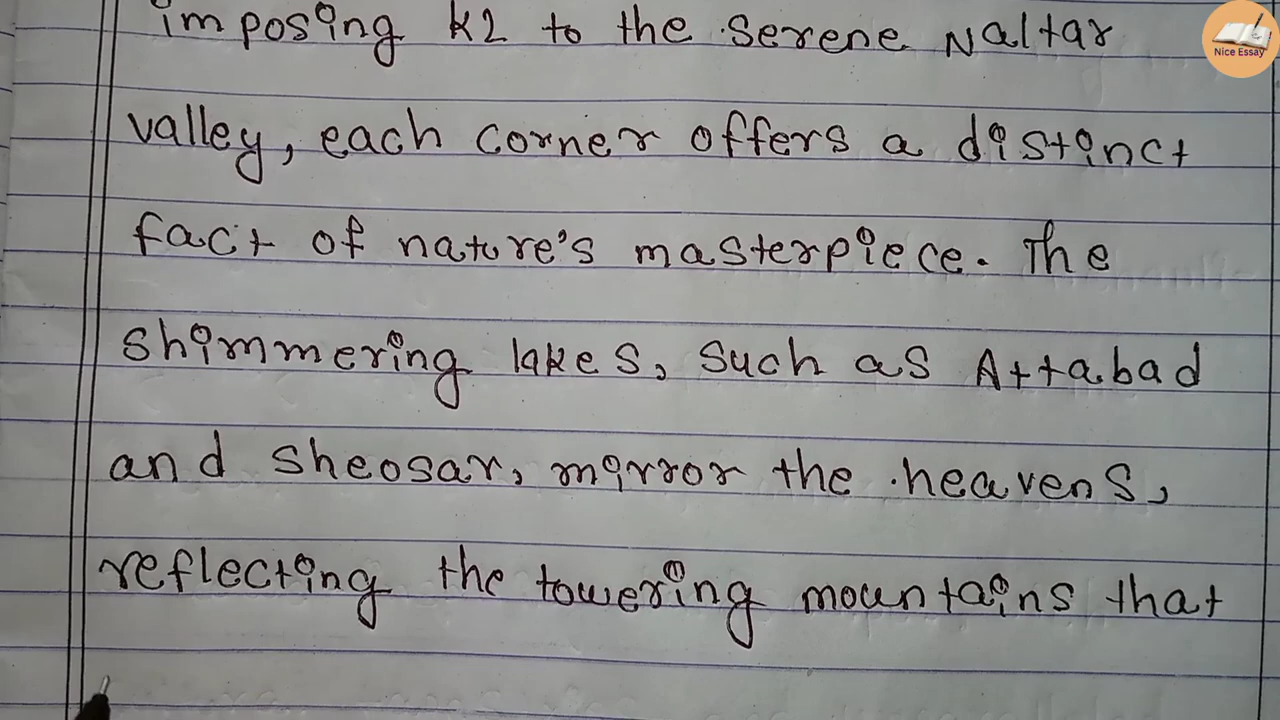 imposing K2 to the serene Naltar
valley, each corner offers a distinct
fact of nature's masterpiece. The
shimmering lakes, such as Attabad
and Sheosar, mirror the heavens,
reflecting the towering mountains that
Nice Essay